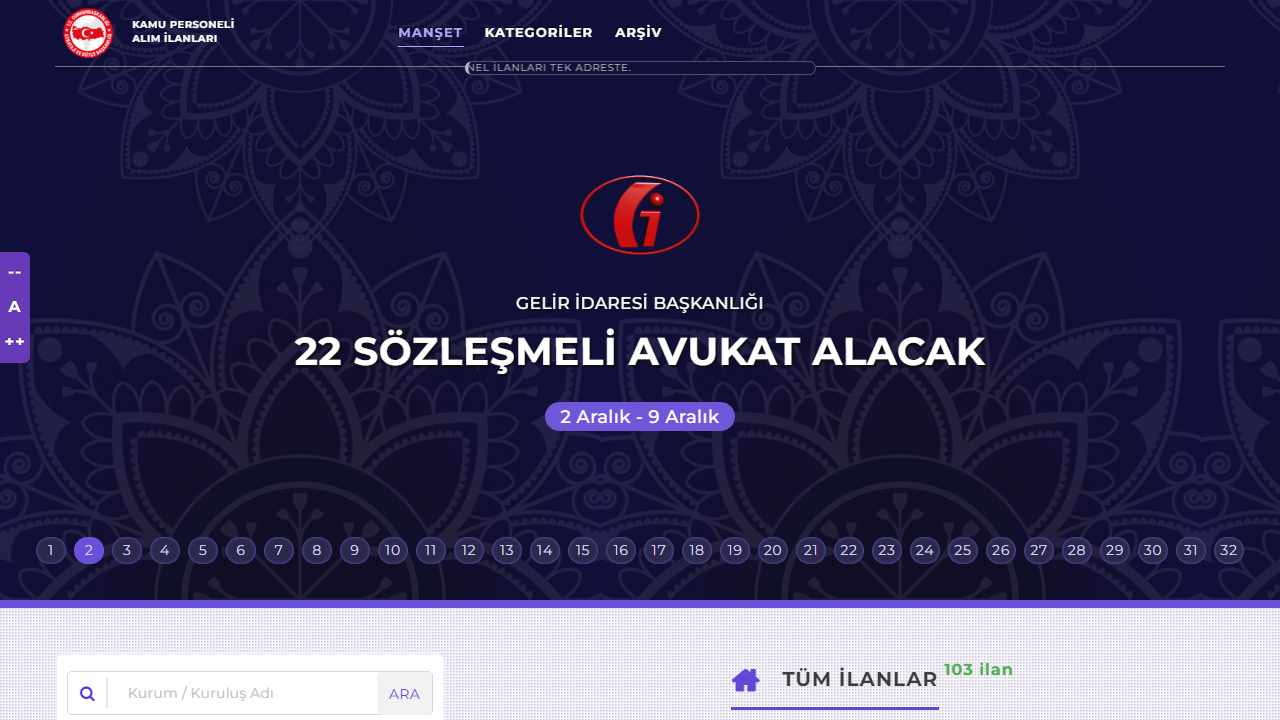 KAMU PERSONELİ
ALIM İLANLARI
MANŞET KATEGORİLER ARŞİV
NEL İLANLARI TEK ADRESTE.
GELİR İDARESİ BAŞKANLIĞI
22 SÖZLEŞMELİ AVUKAT ALACAK
2 Aralık - 9 Aralık
--
A
++
1 2 3 4 5 6 7 8 9 10 11 12 13 14 15 16 17 18 19 20 21 22 23 24 25 26 27 28 29 30 31 32
Kurum / Kuruluş Adı ARA
TÜM İLANLAR 103 ilan